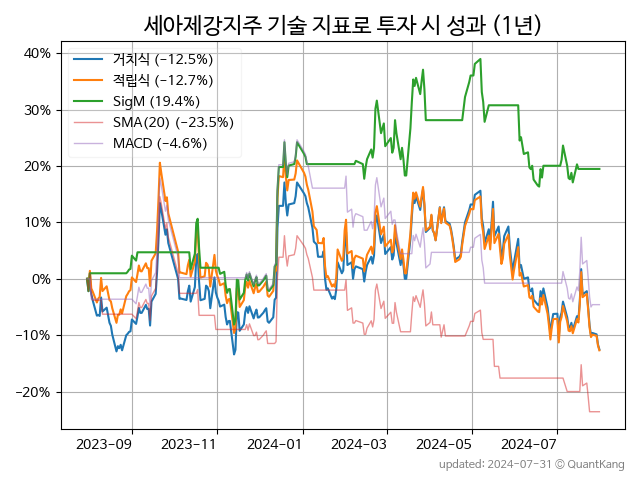 세아제강지주 기술 지표로 투자 시 성과 (1년)
40%
30%
20%
10%
0%
−10%
−20%
거치식 (−12.5%)
적립식 (−12.7%)
SigM (19.4%)
SMA(20) (−23.5%)
MACD (−4.6%)
2023-09 2023-11 2024-01 2024-03 2024-05 2024-07
updated: 2024-07-31 © QuantKang